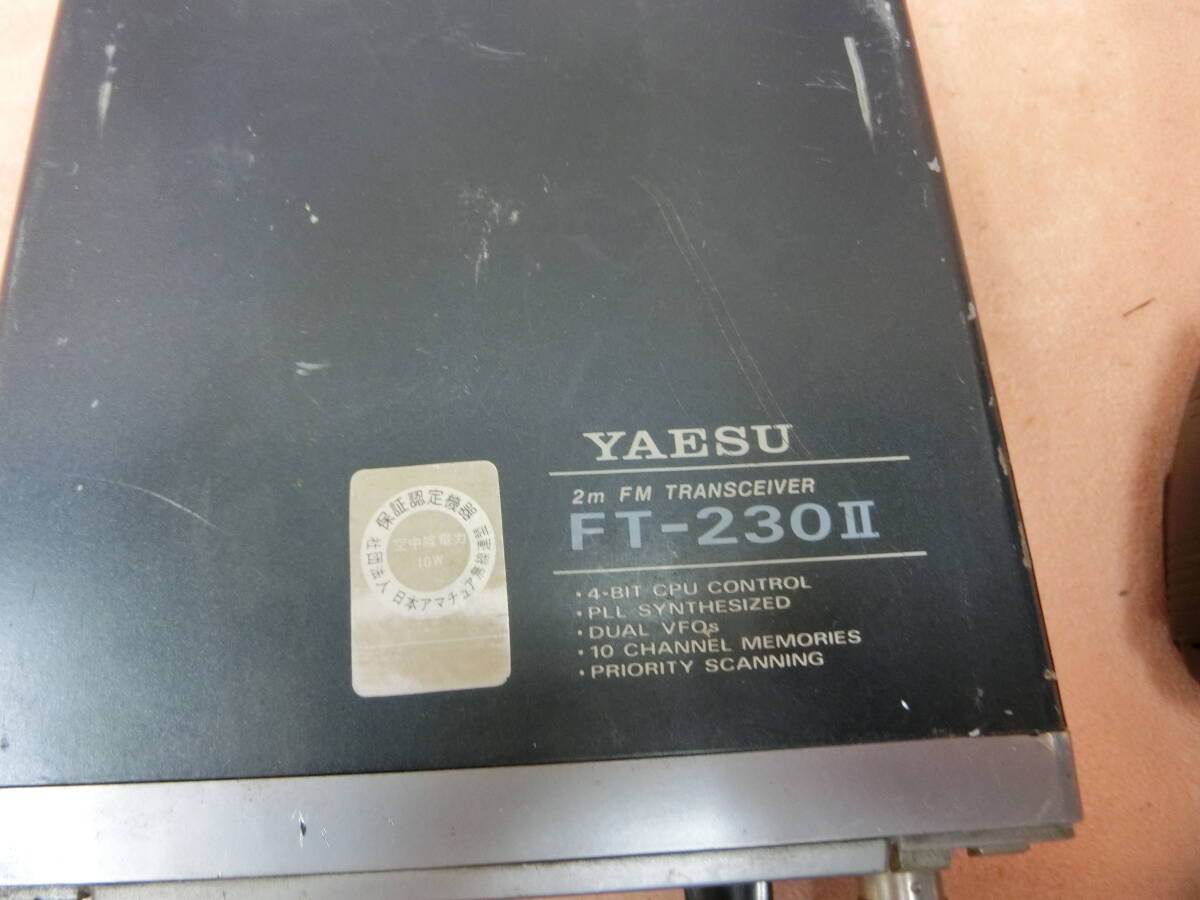 YAESU
2m FM TRANSCEIVER
FT-230II
・4-BIT CPU CONTROL
・PLL SYNTHESIZED
・DUAL VFOs
・10 CHANNEL MEMORIES
・PRIORITY SCANNING
保証認定機器
空中線電力
10W
社団法人 日本アマチュア無線連盟